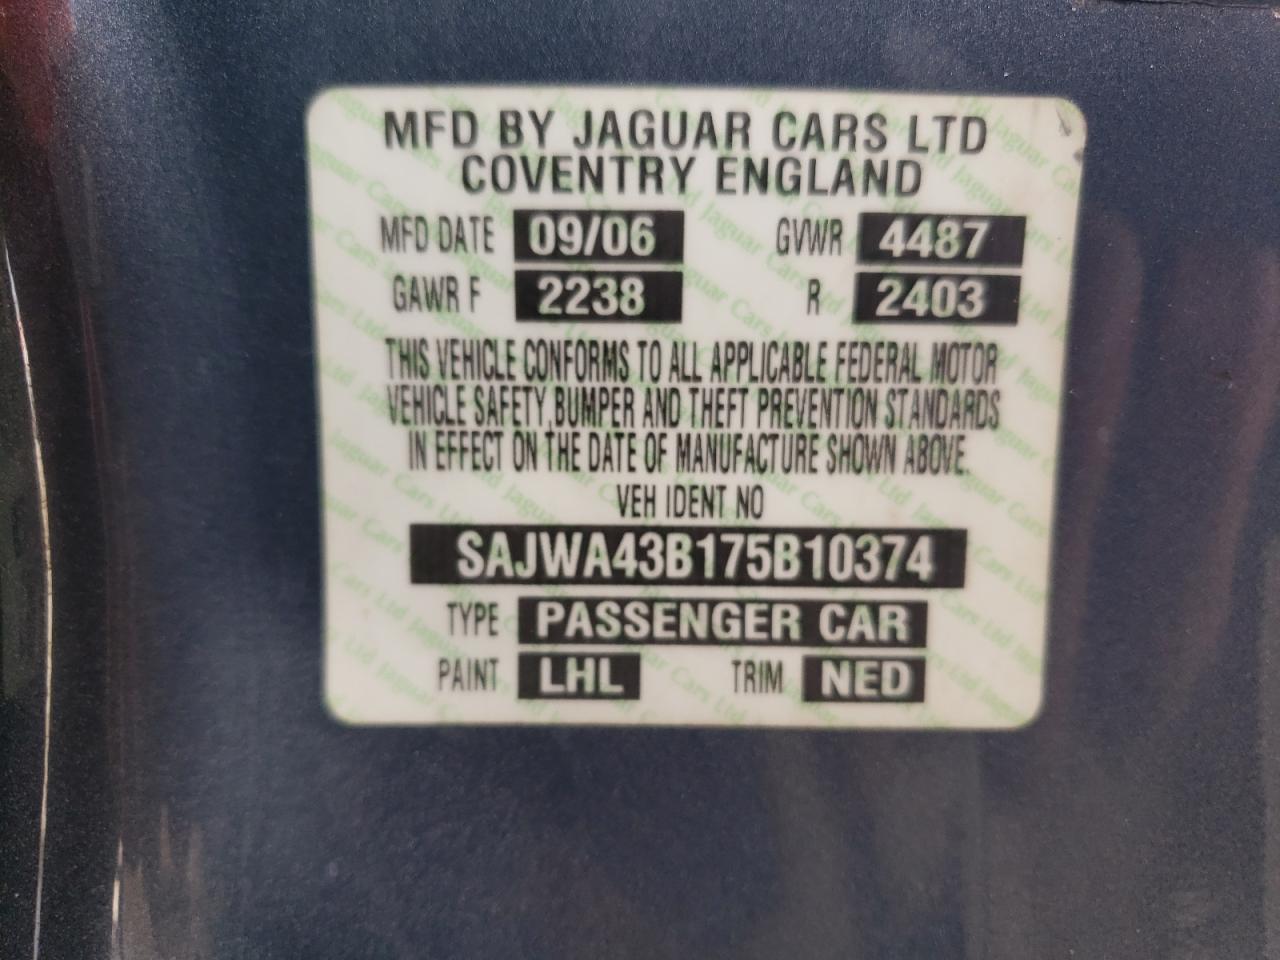 MFD BY JAGUAR CARS LTD
COVENTRY ENGLAND
MFD DATE 09/06 GVWR 4487
GAWR F 2238 R 2403
THIS VEHICLE CONFORMS TO ALL APPLICABLE FEDERAL MOTOR
VEHICLE SAFETY,BUMPER AND THEFT PREVENTION STANDARDS
IN EFFECT ON THE DATE OF MANUFACTURE SHOWN ABOVE.
VEH IDENT NO
SAJWA43B175B10374
TYPE PASSENGER CAR
PAINT LHL TRIM NED